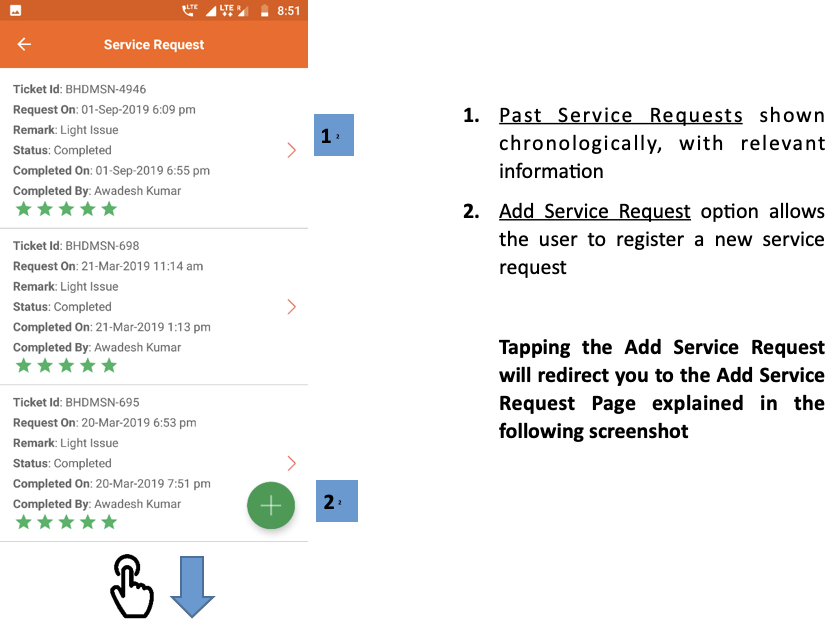 LTE LTE R 8:51
Service Request
Ticket Id: BHDMSN-4946
Request On: 01-Sep-2019 6:09 pm
Remark: Light Issue
Status: Completed
Completed On: 01-Sep-2019 6:55 pm
Completed By: Awadesh Kumar
Ticket Id: BHDMSN-698
Request On: 21-Mar-2019 11:14 am
Remark: Light Issue
Status: Completed
Completed On: 21-Mar-2019 1:13 pm
Completed By: Awadesh Kumar
Ticket Id: BHDMSN-695
Request On: 20-Mar-2019 6:53 pm
Remark: Light Issue
Status: Completed
Completed On: 20-Mar-2019 7:51 pm
Completed By: Awadesh Kumar
1 2
2 2
1. Past Service Requests shown
chronologically, with relevant
information
2. Add Service Request option allows
the user to register a new service
request
Tapping the Add Service Request
will redirect you to the Add Service
Request Page explained in the
following screenshot